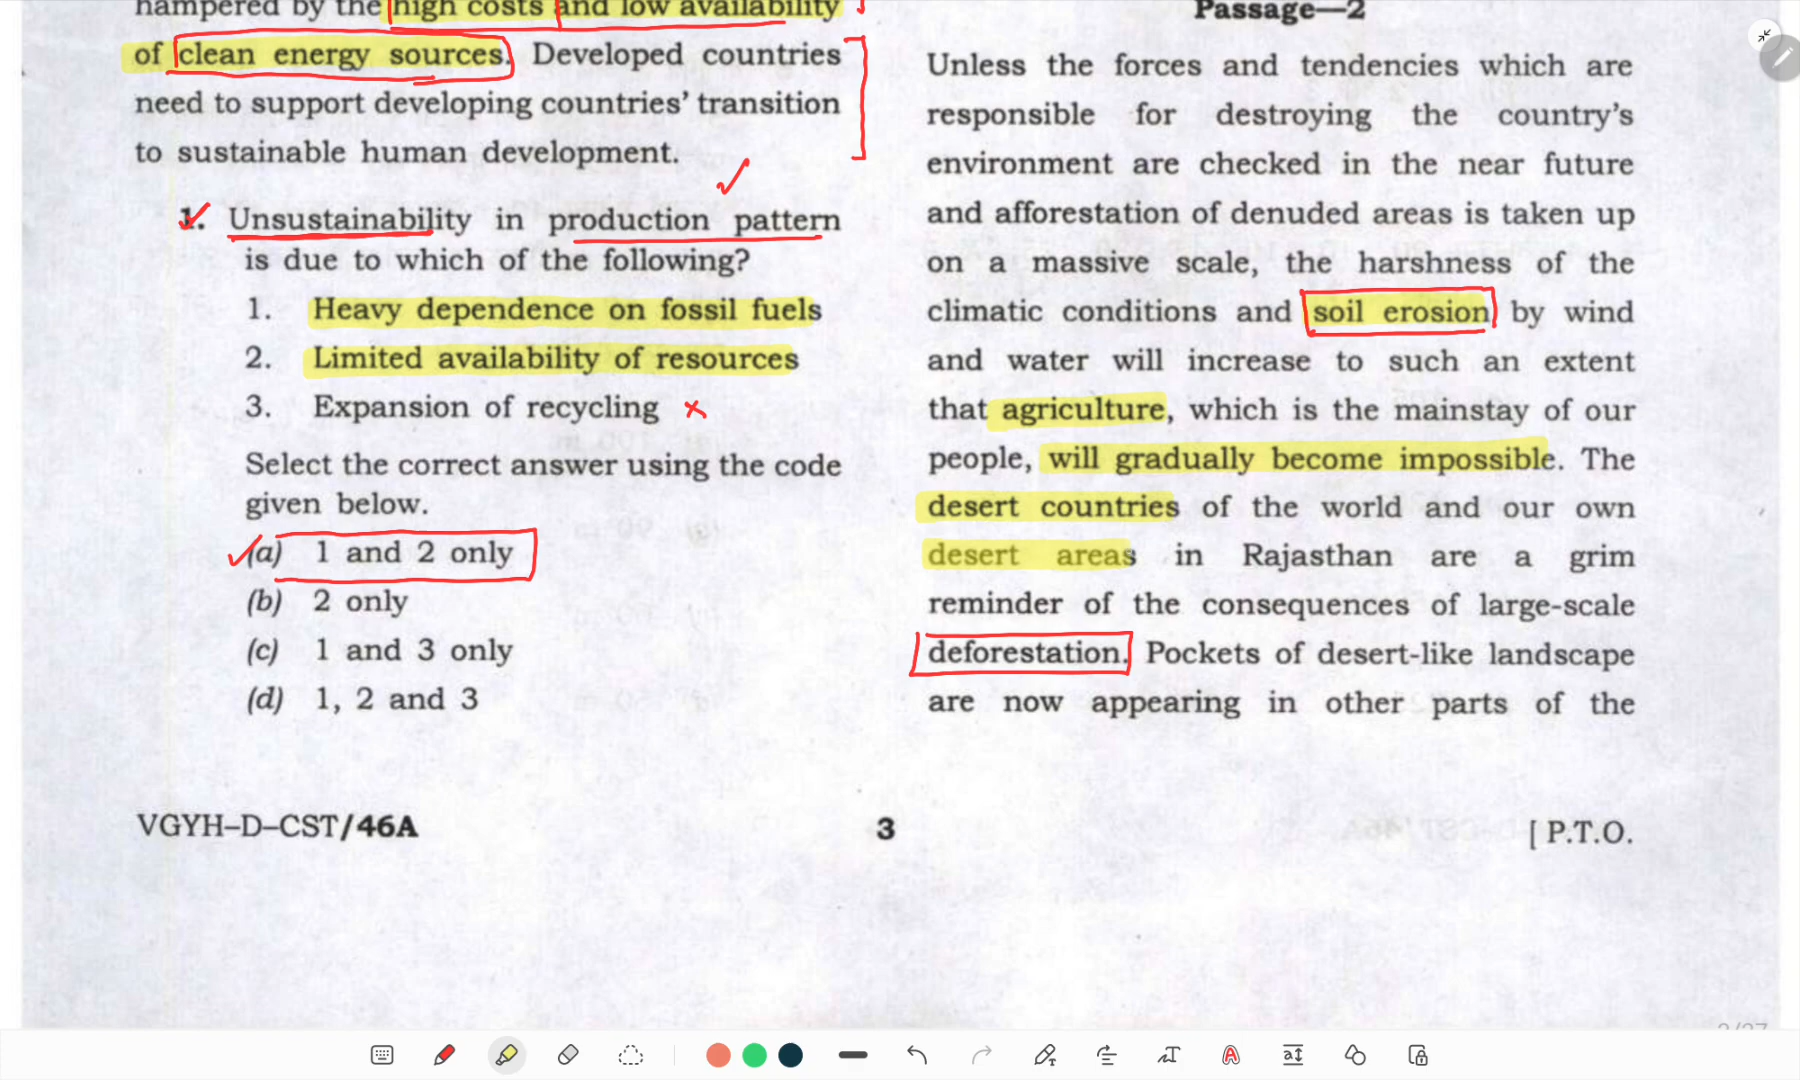 hampered by the high costs and low availability
of clean energy sources. Developed countries
need to support developing countries’ transition
to sustainable human development.
1. Unsustainability in production pattern
is due to which of the following?
1. Heavy dependence on fossil fuels
2. Limited availability of resources
3. Expansion of recycling
Select the correct answer using the code
given below.
(a) 1 and 2 only
(b) 2 only
(c) 1 and 3 only
(d) 1, 2 and 3
Passage—2
Unless the forces and tendencies which are
responsible for destroying the country’s
environment are checked in the near future
and afforestation of denuded areas is taken up
on a massive scale, the harshness of the
climatic conditions and soil erosion by wind
and water will increase to such an extent
that agriculture, which is the mainstay of our
people, will gradually become impossible. The
desert countries of the world and our own
desert areas in Rajasthan are a grim
reminder of the consequences of large-scale
deforestation. Pockets of desert-like landscape
are now appearing in other parts of the
VGYH–D–CST/46A
3
[ P.T.O.